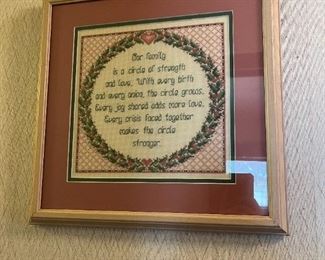 Our family
is a circle of strength
and love. With every birth
and every union, the circle grows.
Every joy shared adds more love.
Every crisis faced together
makes the circle
stronger.